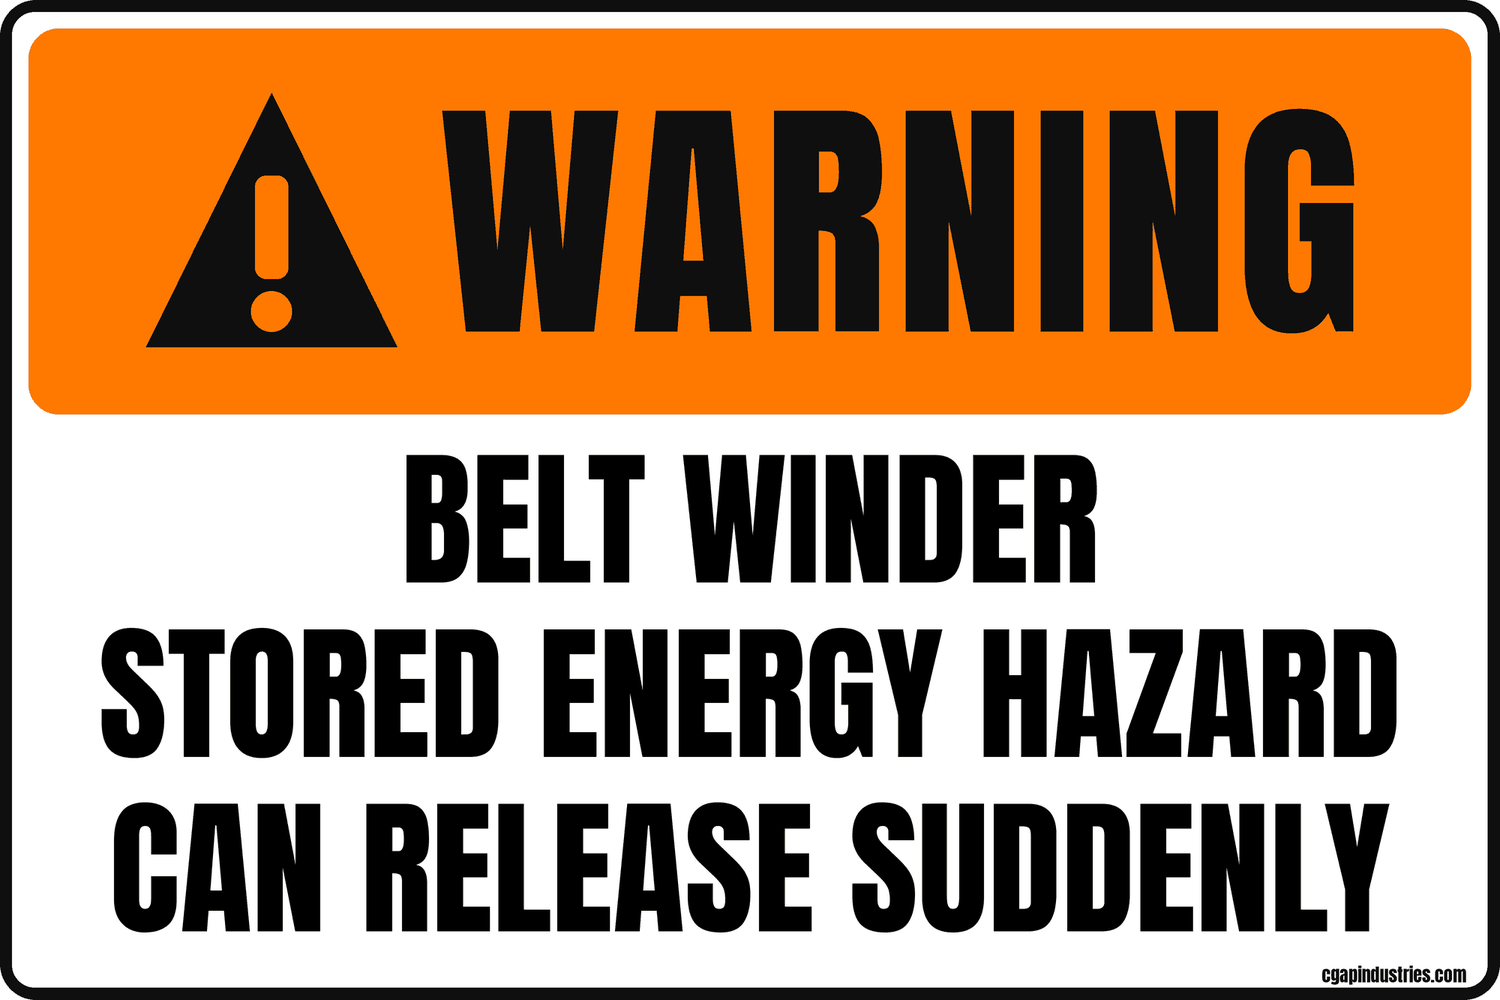 WARNING
BELT WINDER
STORED ENERGY HAZARD
CAN RELEASE SUDDENLY
cgapindustries.com